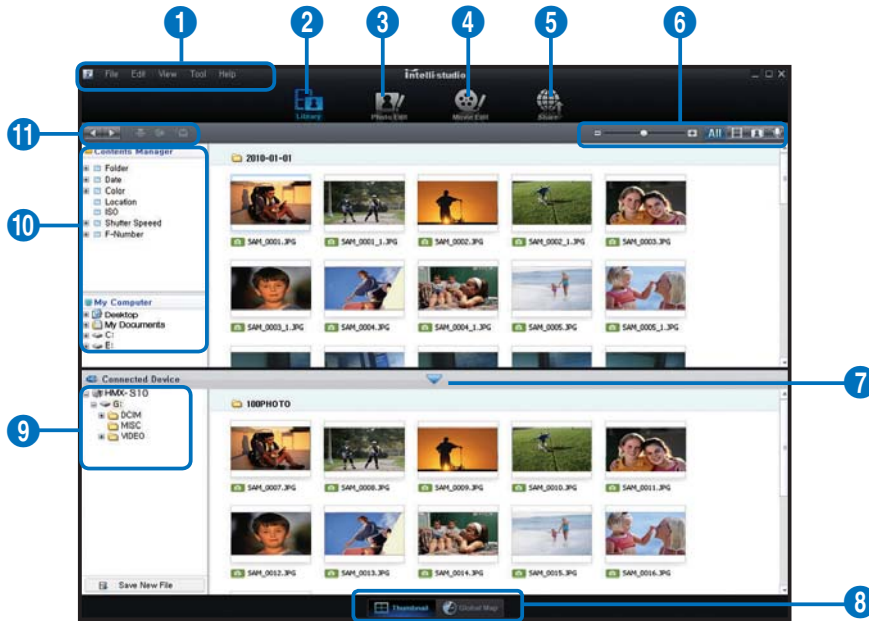 1 2 3 4 5 6
File Edit View Tool Help
Intelli-studio
Library Photo Edit Movie Edit Share
11
All
Contents Manager
Folder
Date
Color
Location
ISO
Shutter Speeed
F-Number
10
2010-01-01
SAM_0001.JPG SAM_0001_1.JPG SAM_0002.JPG SAM_0002_1.JPG SAM_0003.JPG
SAM_0003_1.JPG SAM_0004.JPG SAM_0004_1.JPG SAM_0005.JPG SAM_0005_1.JPG
My Computer
Desktop
My Documents
C:
E:
Connected Device
7
HMX-S10
G:
DCIM
MISC
VIDEO
9
100PHOTO
SAM_0007.JPG SAM_0008.JPG SAM_0009.JPG SAM_0010.JPG SAM_0011.JPG
SAM_0012.JPG SAM_0013.JPG SAM_0014.JPG SAM_0015.JPG SAM_0016.JPG
Save New File
Thumbnail Global Map
8